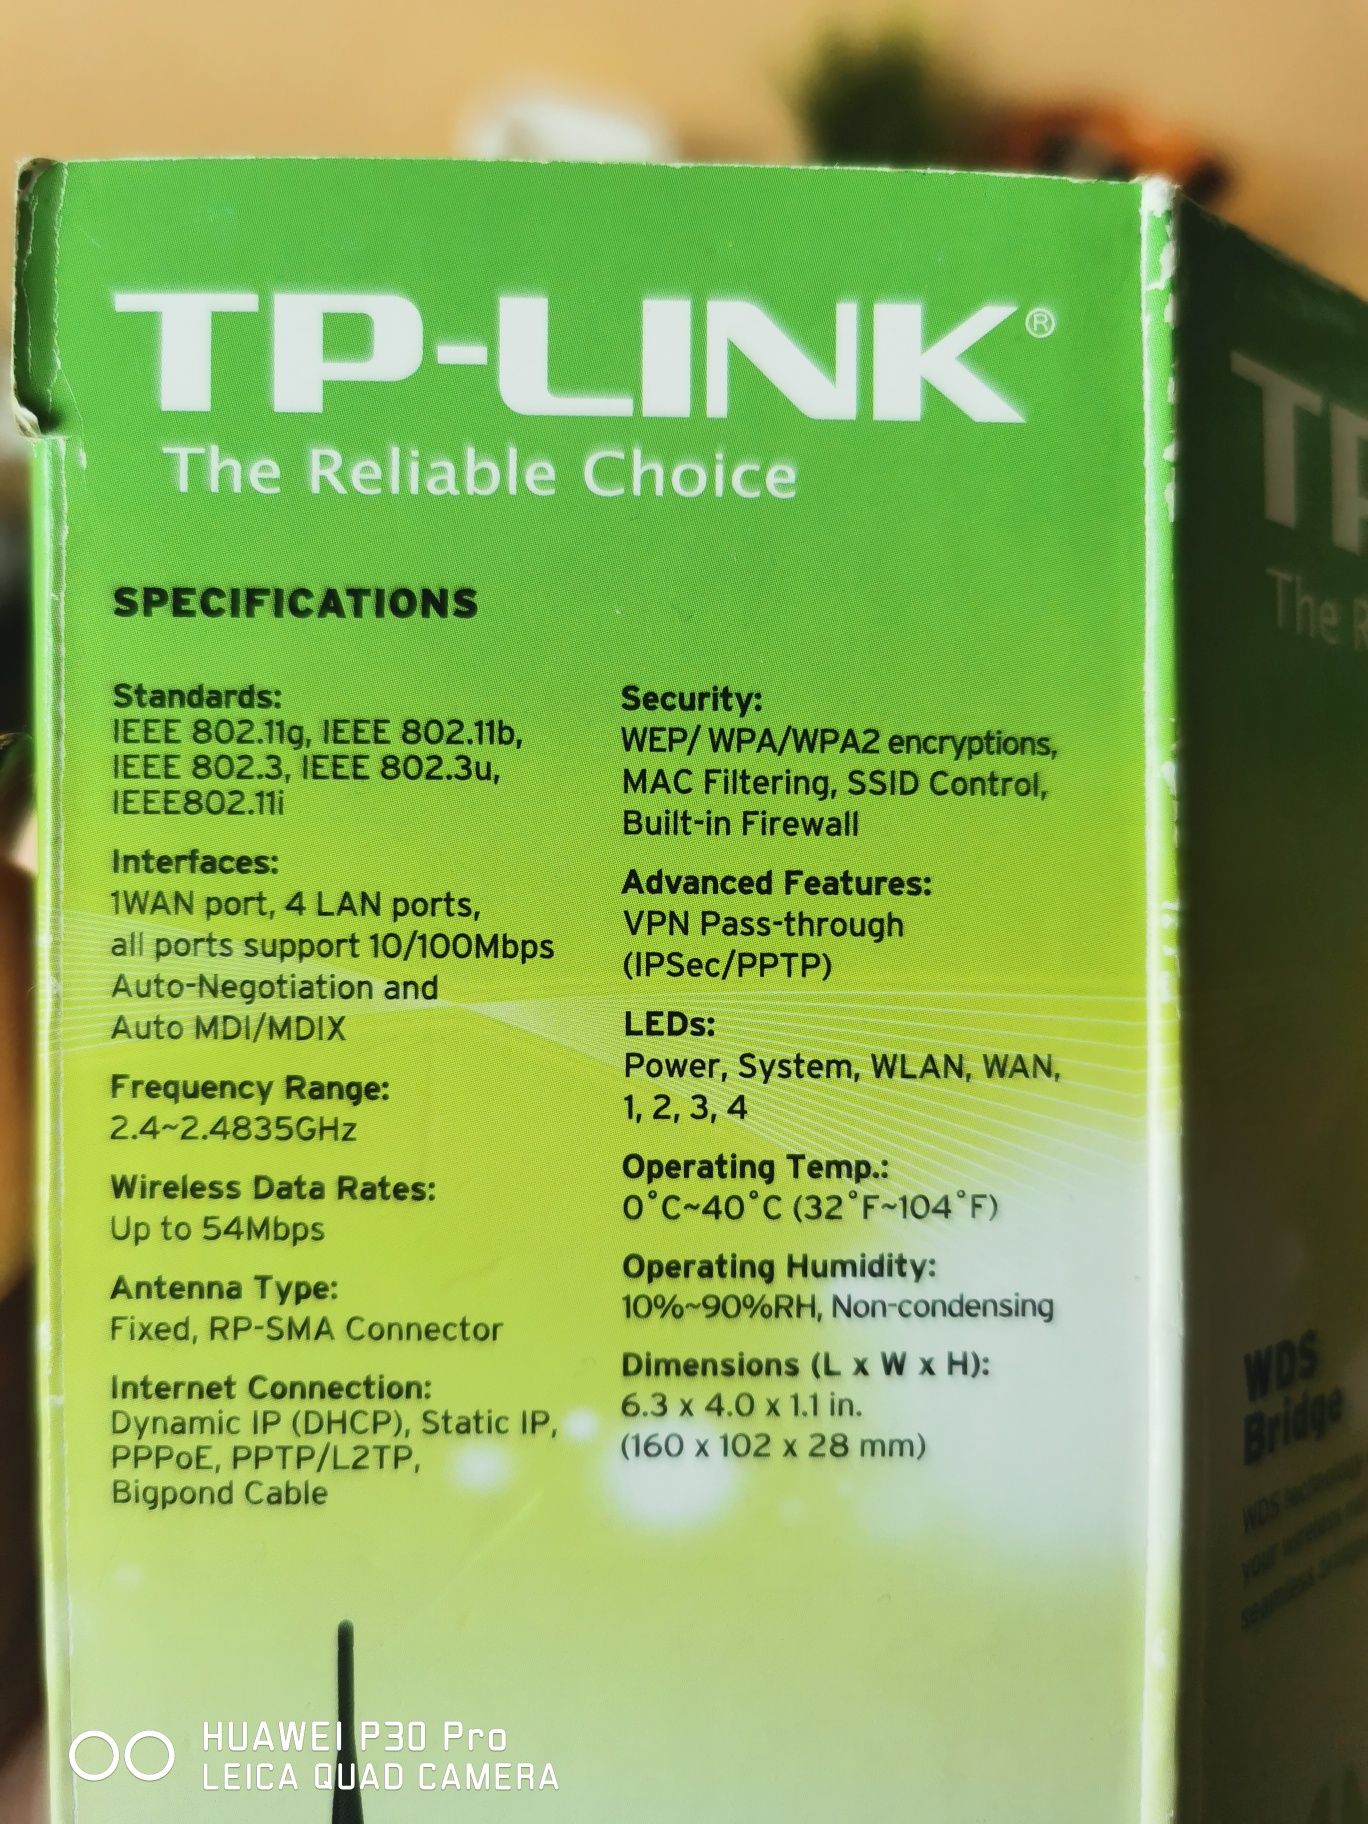 TP-LINK®
The Reliable Choice
SPECIFICATIONS
Standards:
IEEE 802.11g, IEEE 802.11b,
IEEE 802.3, IEEE 802.3u,
IEEE802.11i
Interfaces:
1WAN port, 4 LAN ports,
all ports support 10/100Mbps
Auto-Negotiation and
Auto MDI/MDIX
Frequency Range:
2.4~2.4835GHz
Wireless Data Rates:
Up to 54Mbps
Antenna Type:
Fixed, RP-SMA Connector
Internet Connection:
Dynamic IP (DHCP), Static IP,
PPPoE, PPTP/L2TP,
Bigpond Cable
Security:
WEP/ WPA/WPA2 encryptions,
MAC Filtering, SSID Control,
Built-in Firewall
Advanced Features:
VPN Pass-through
(IPSec/PPTP)
LEDs:
Power, System, WLAN, WAN,
1, 2, 3, 4
Operating Temp.:
0°C~40°C (32°F~104°F)
Operating Humidity:
10%~90%RH, Non-condensing
Dimensions (L x W x H):
6.3 x 4.0 x 1.1 in.
(160 x 102 x 28 mm)
TP
The R
WDS
Bridge
WDS technology
your wireless
HUAWEI P30 Pro
LEICA QUAD CAMERA